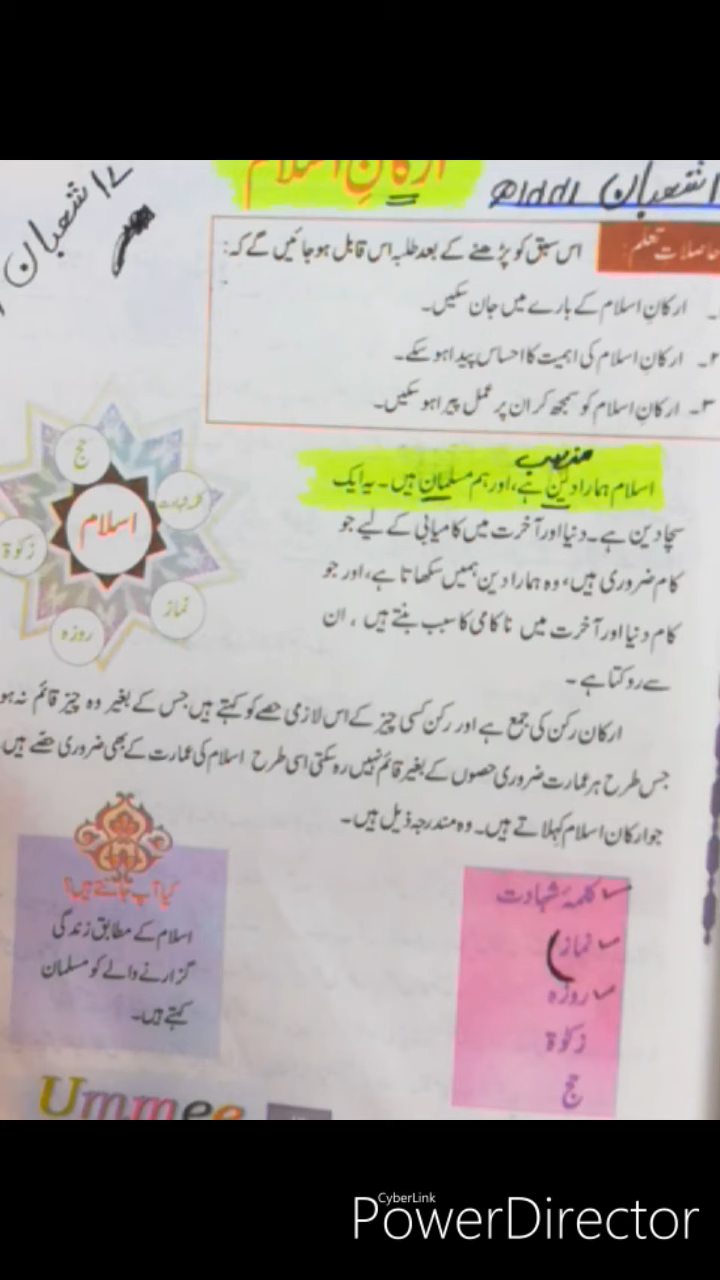 ارکانِ اسلام
شعبان
۱۷ شعبان
حاصلاتِ تعلم: اس سبق کو پڑھنے کے بعد طلبہ اس قابل ہو جائیں گے کہ:
ارکانِ اسلام کے بارے میں جان سکیں۔
۲۔ ارکانِ اسلام کی اہمیت کا احساس پیدا ہو سکے۔
۳۔ ارکانِ اسلام کو سمجھ کر ان پر عمل پیرا ہو سکیں۔
مذہب
اسلام ہمارا دین ہے، اور ہم مسلمان ہیں۔ یہ ایک
سچا دین ہے۔ دنیا اور آخرت میں کامیابی کے لیے جو
کام ضروری ہیں، وہ ہمارا دین ہمیں سکھاتا ہے، اور جو
کام دنیا اور آخرت میں ناکامی کا سبب بنتے ہیں، ان
سے روکتا ہے۔
حج
کلمہ شہادت
اسلام
زکوٰۃ
نماز
روزہ
ارکان رکن کی جمع ہے اور رکن کسی چیز کے اس لازمی حصے کو کہتے ہیں جس کے بغیر وہ چیز قائم نہ ہو
جس طرح ہر عمارت ضروری حصوں کے بغیر قائم نہیں رہ سکتی اسی طرح اسلام کی عمارت کے بھی ضروری حصّے ہیں
جو ارکان اسلام کہلاتے ہیں۔ وہ مندرجہ ذیل ہیں۔
کلمۂ شہادت
نماز
روزہ
زکوٰۃ
حج
کیا آپ جانتے ہیں؟
اسلام کے مطابق زندگی
گزارنے والے کو مسلمان
کہتے ہیں۔
Ummee
CyberLink
PowerDirector